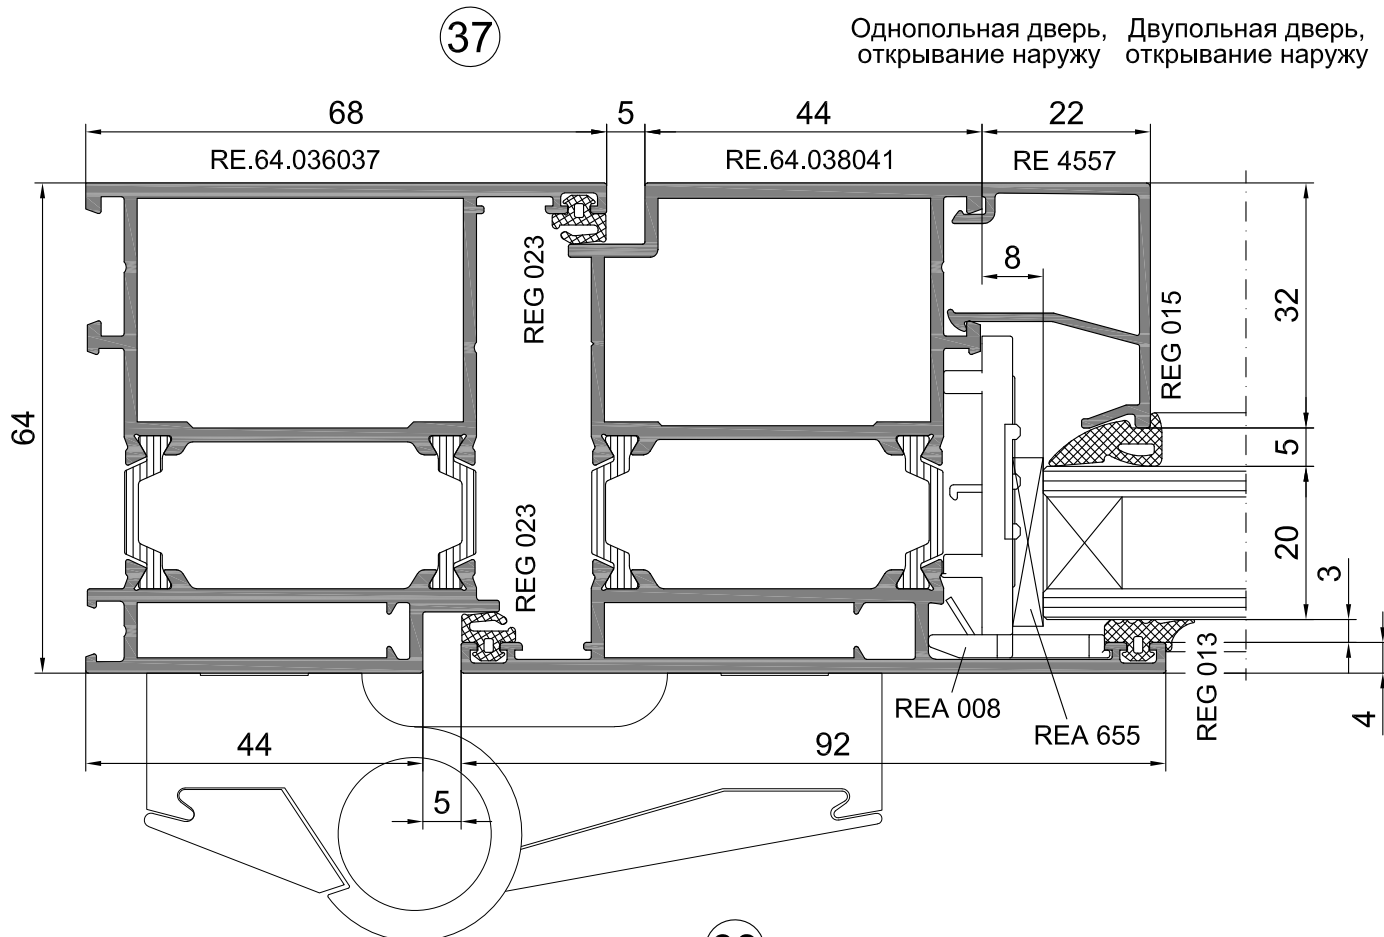 37
Однопольная дверь,
открывание наружу
Двупольная дверь,
открывание наружу
68
5
44
22
RE.64.036037
RE.64.038041
RE 4557
REG 023
8
REG 015
32
64
5
REG 023
20
3
REG 013
REA 008
REA 655
4
44
92
5